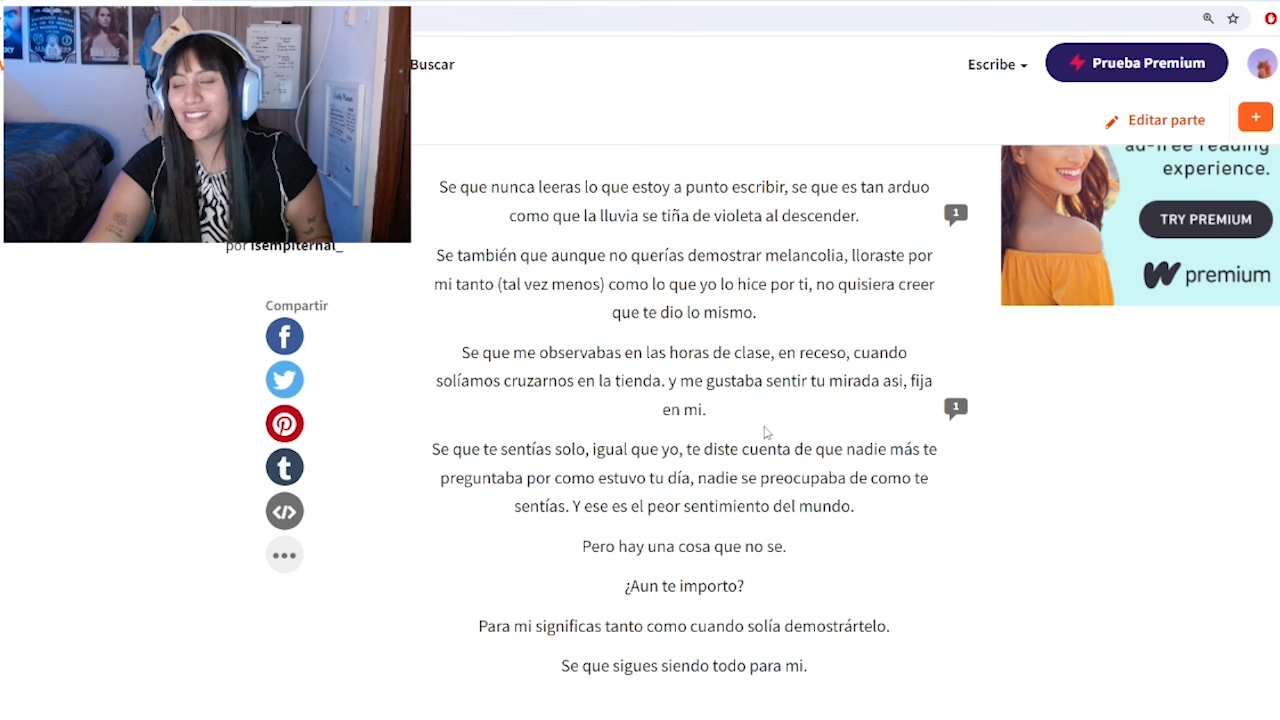 Buscar
Escribe
Prueba Premium
Editar parte
+
ad-free reading
experience.
TRY PREMIUM
premium
por isempiternal_
Compartir
Se que nunca leeras lo que estoy a punto escribir, se que es tan arduo
como que la lluvia se tiña de violeta al descender.
1
Se también que aunque no querías demostrar melancolia, lloraste por
mi tanto (tal vez menos) como lo que yo lo hice por ti, no quisiera creer
que te dio lo mismo.
Se que me observabas en las horas de clase, en receso, cuando
solíamos cruzarnos en la tienda. y me gustaba sentir tu mirada asi, fija
en mi.
1
Se que te sentías solo, igual que yo, te diste cuenta de que nadie más te
preguntaba por como estuvo tu día, nadie se preocupaba de como te
sentías. Y ese es el peor sentimiento del mundo.
Pero hay una cosa que no se.
¿Aun te importo?
Para mi significas tanto como cuando solía demostrártelo.
Se que sigues siendo todo para mi.